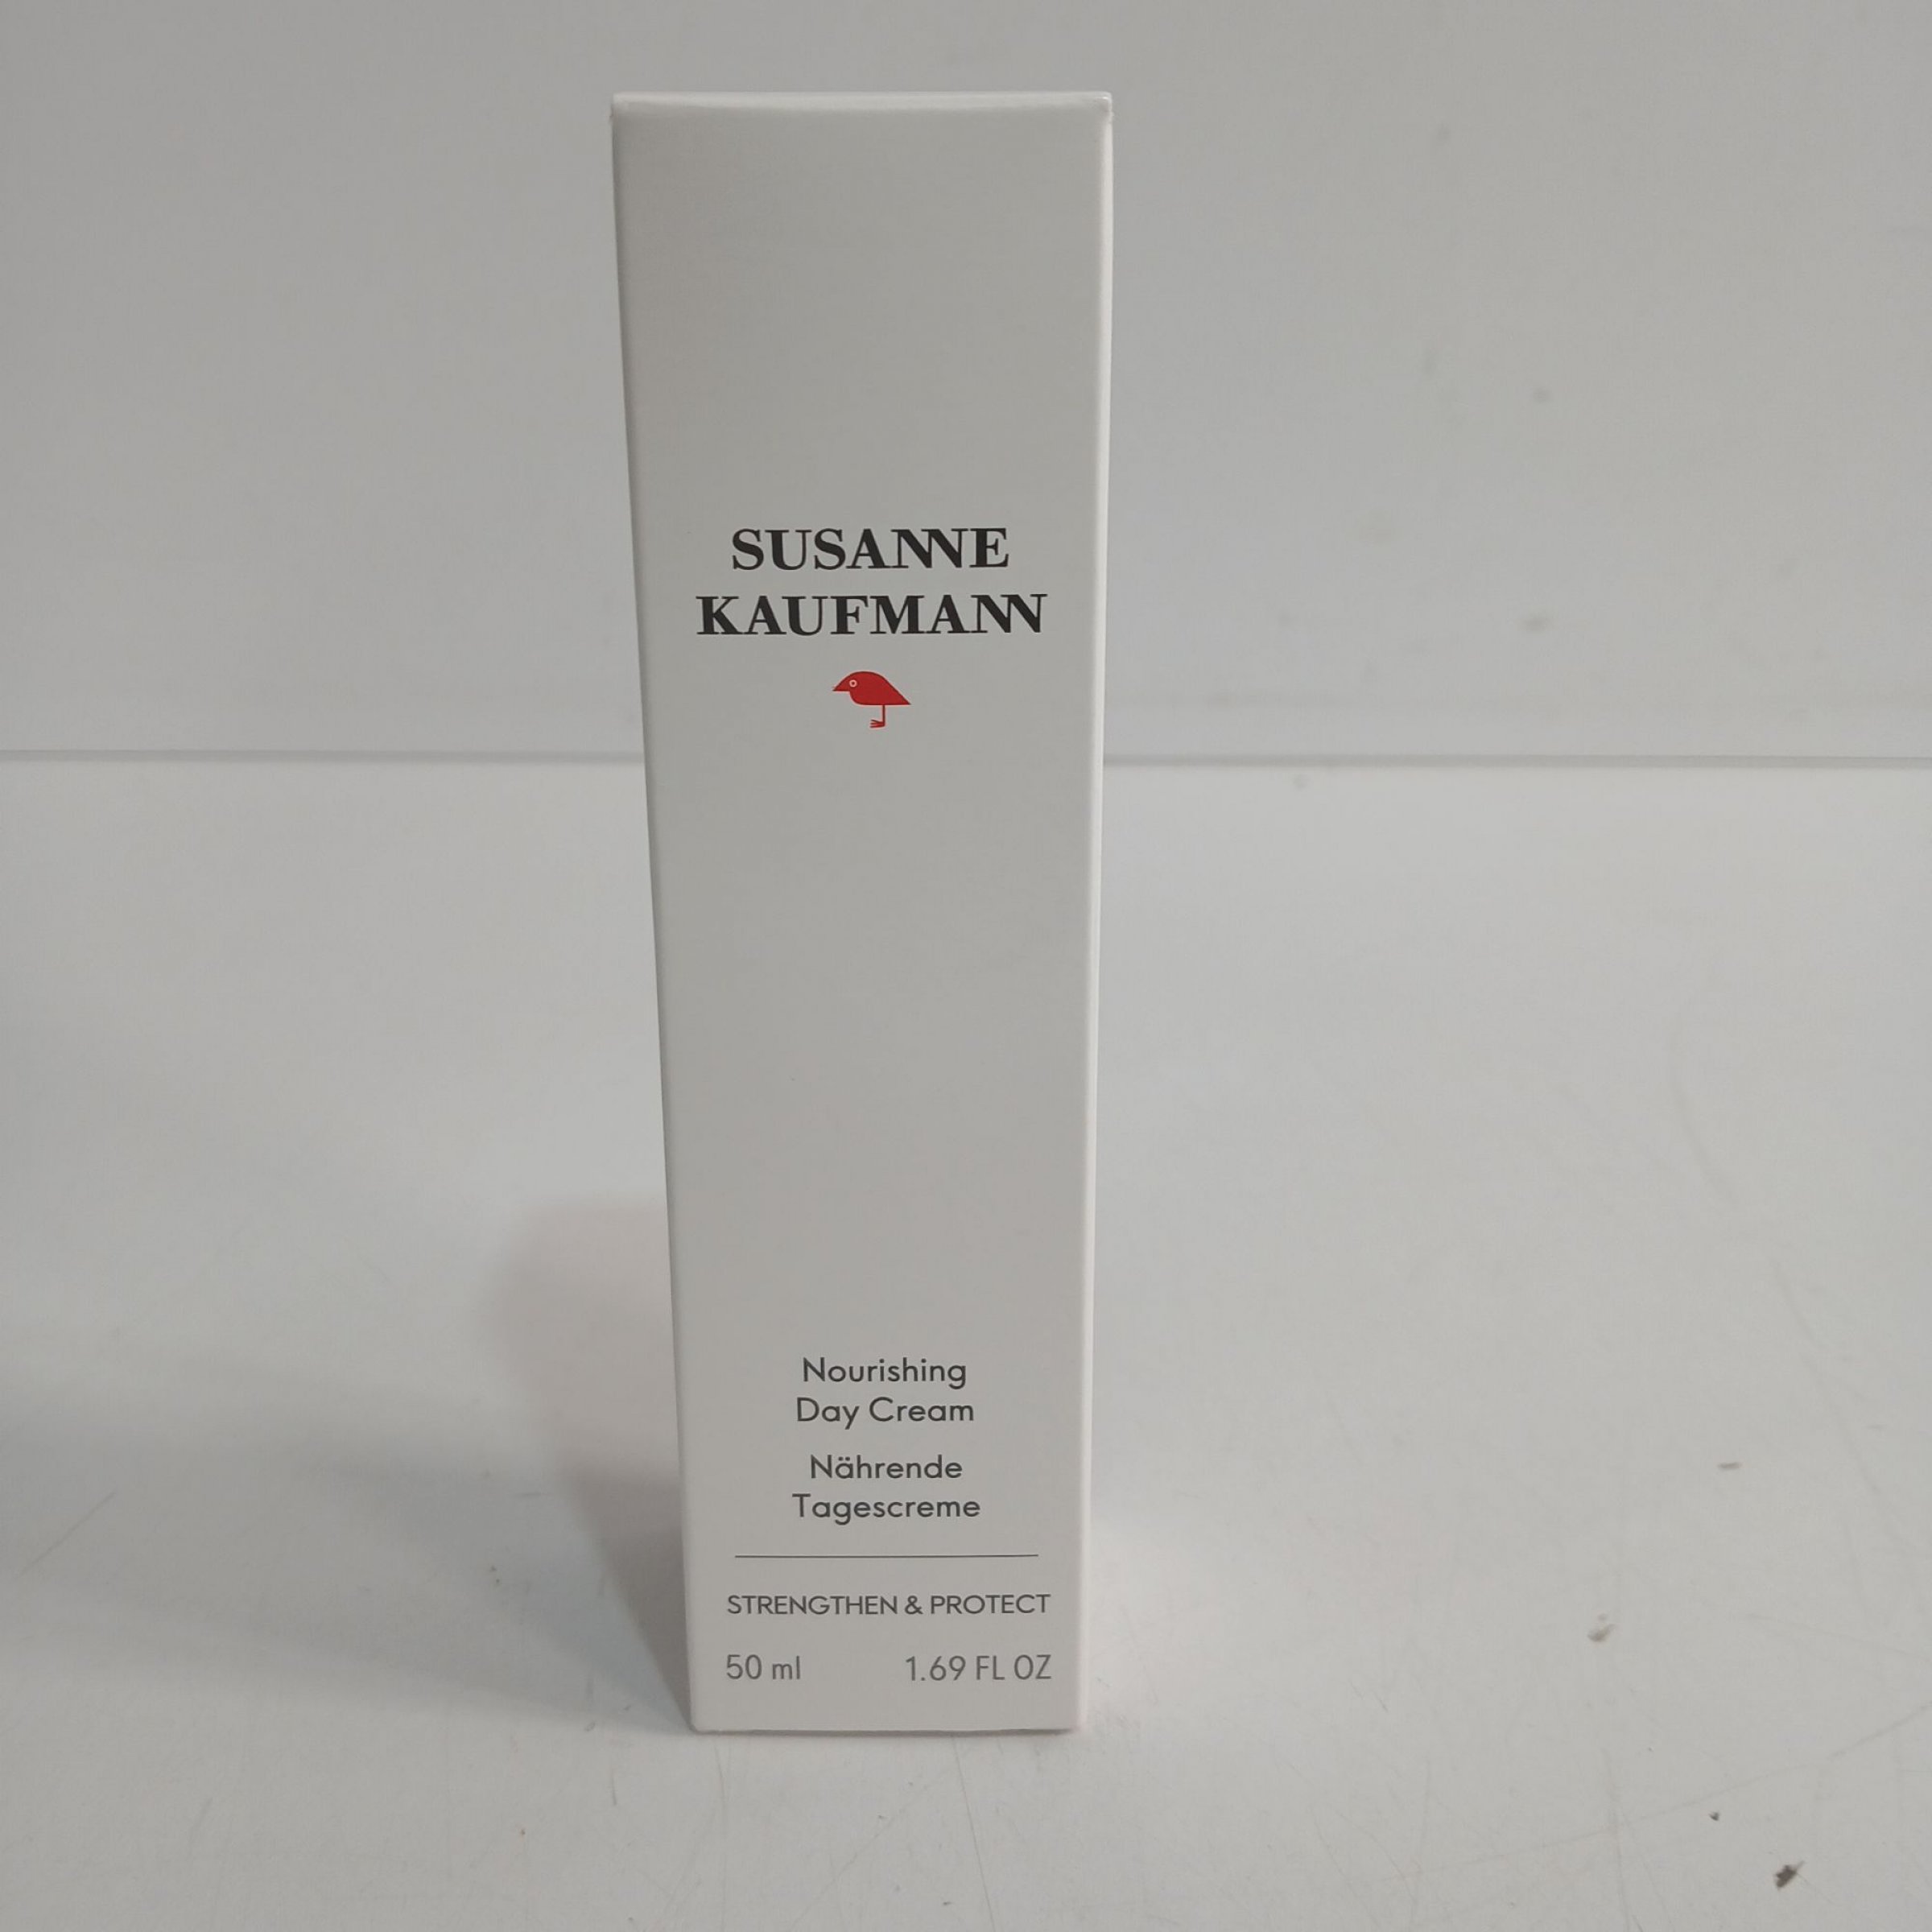 SUSANNE
KAUFMANN
Nourishing
Day Cream
Nährende
Tagescreme
STRENGTHEN & PROTECT
50 ml 1.69 FL OZ